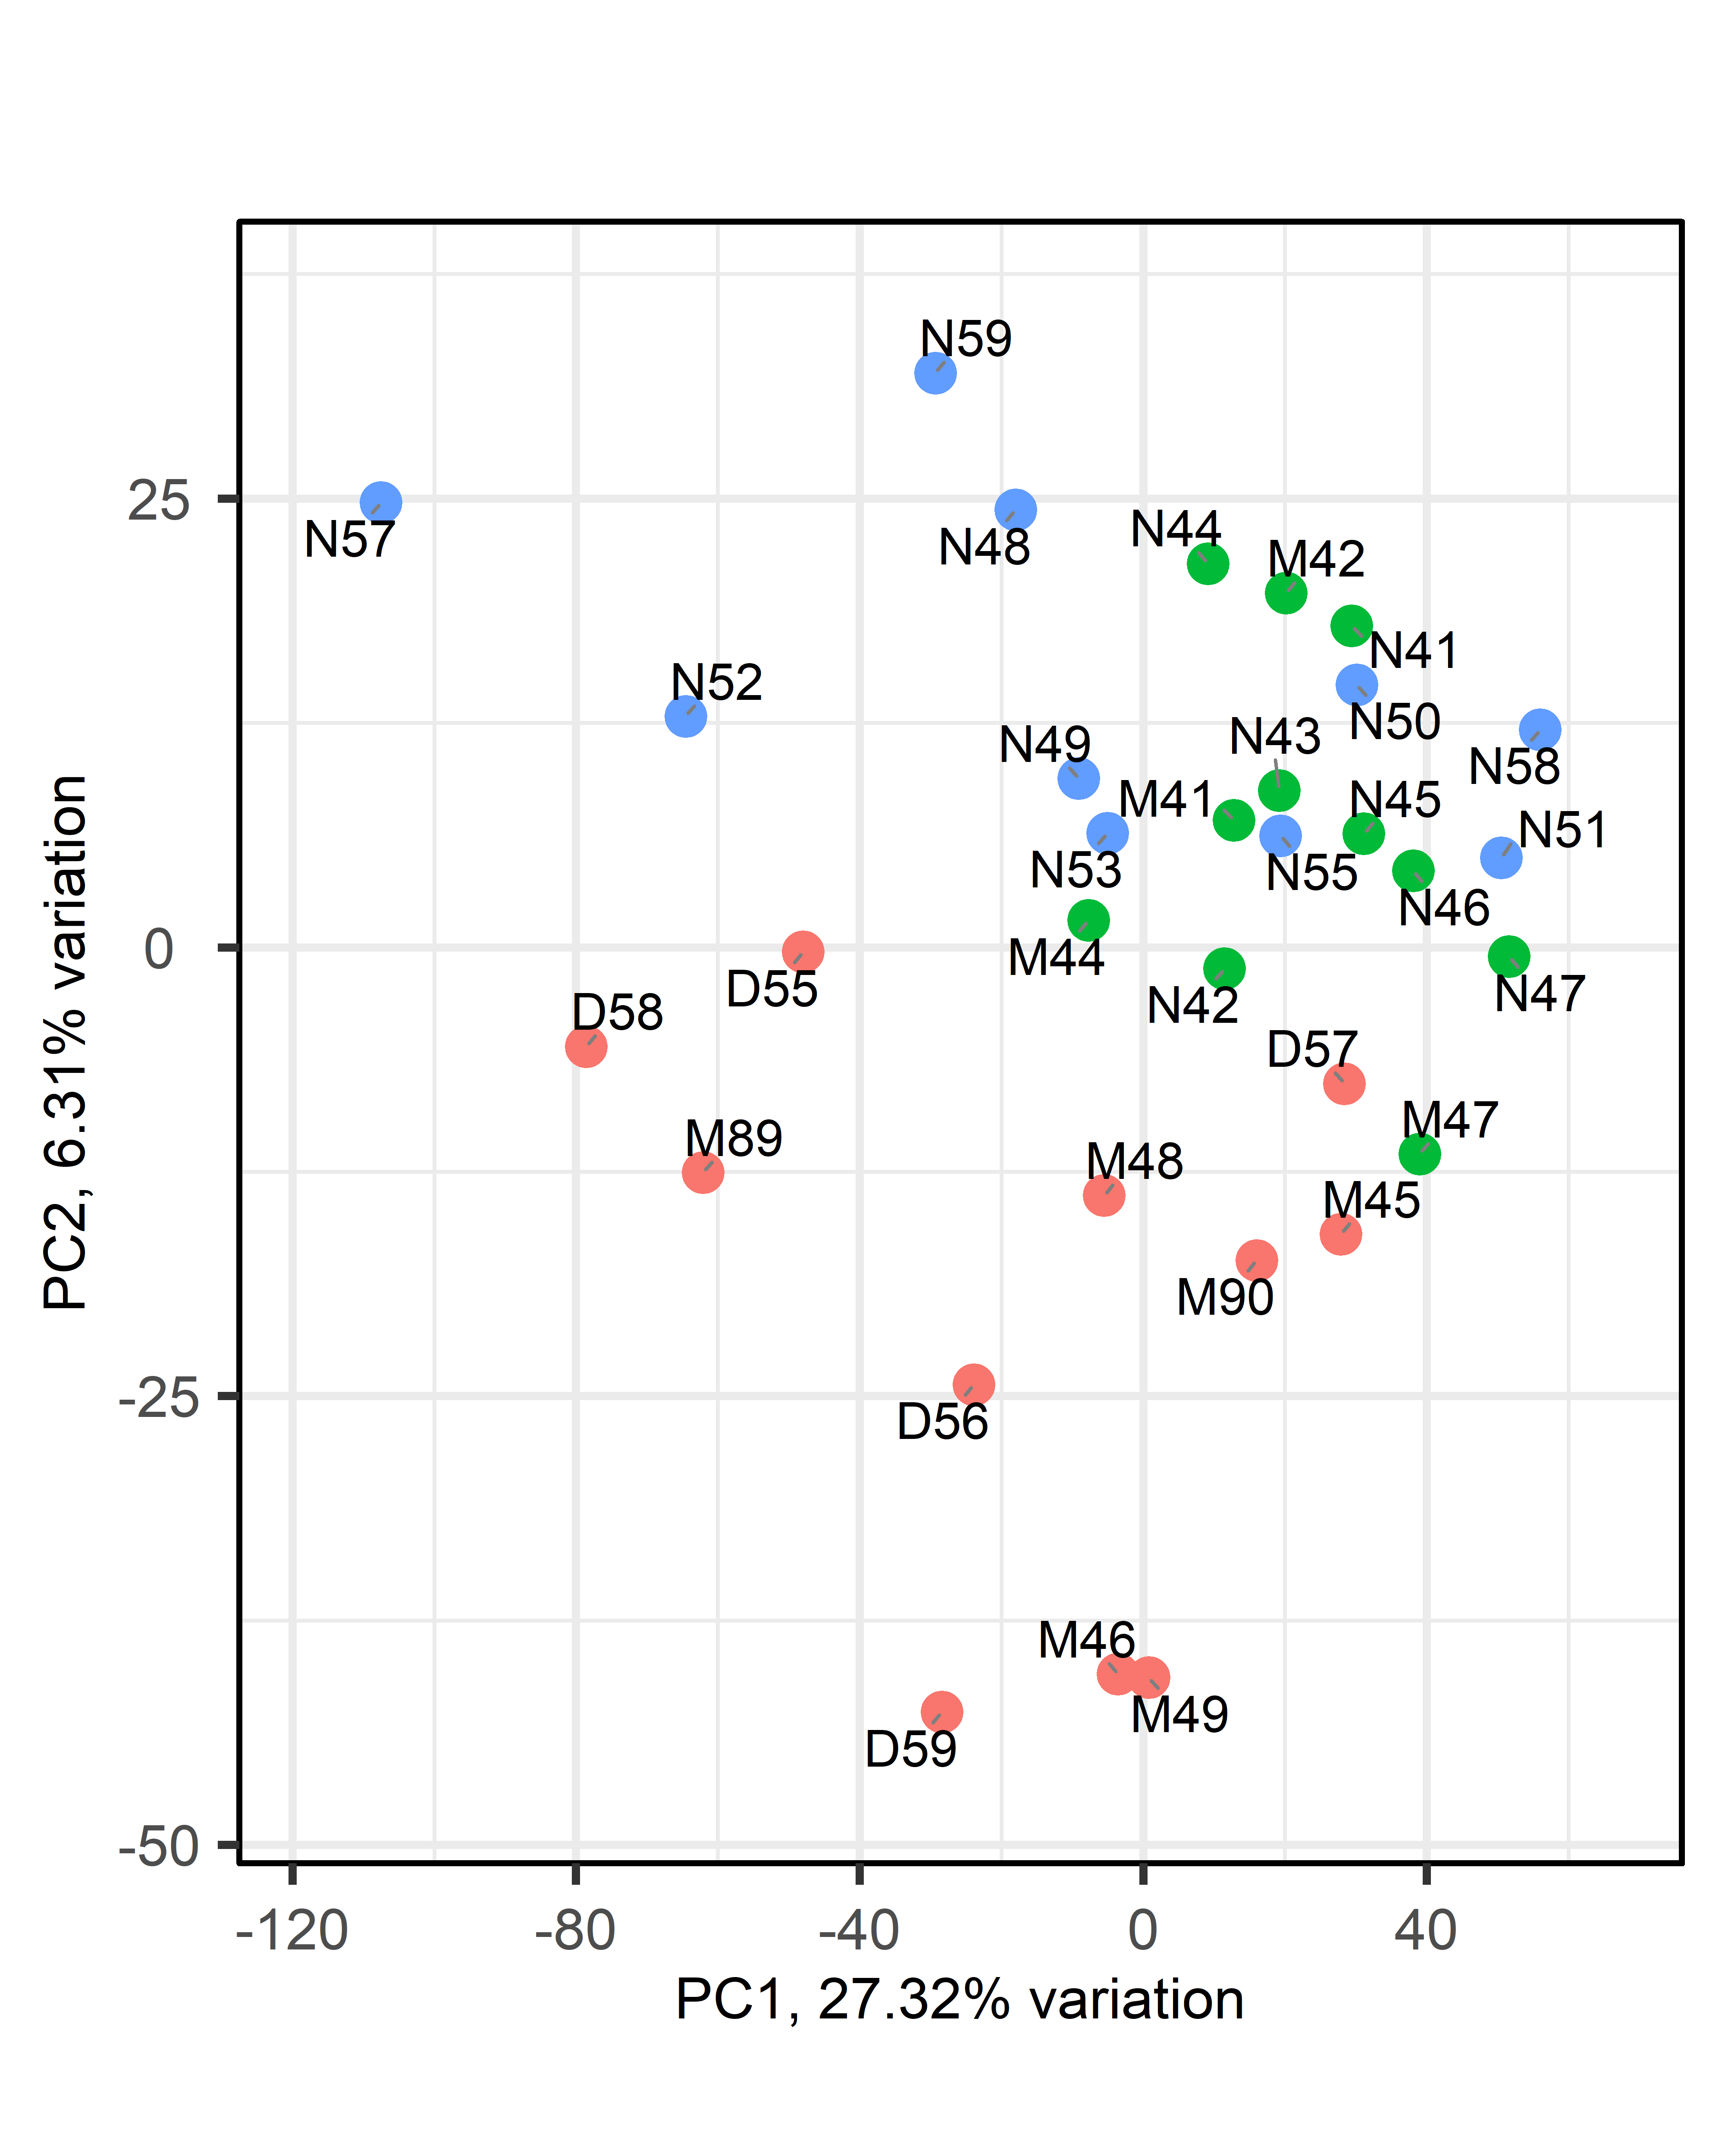 N59
25
N57
N48
N44
M42
N41
N52
N50
N49
N43
N58
M41
N45
N51
N53
N55
N46
0
M44
D55
N42
N47
D58
D57
M89
M47
M48
M45
M90
-25
D56
M46
M49
D59
-50
PC2, 6.31% variation
-120 -80 -40 0 40
PC1, 27.32% variation